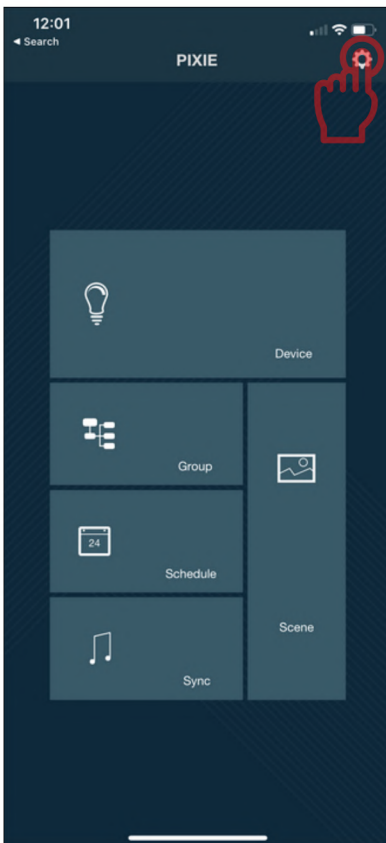 12:01
◀ Search
PIXIE
Device
Group
24
Schedule
Scene
Sync